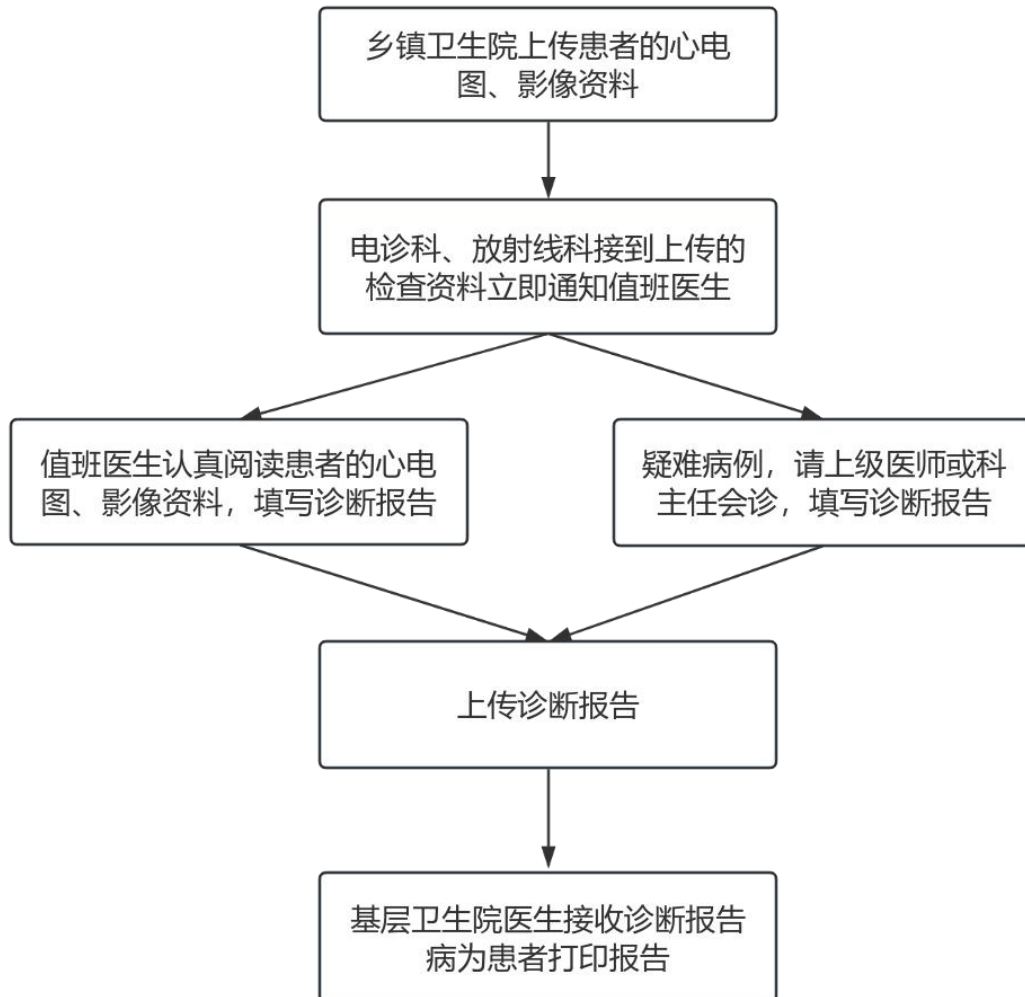 乡镇卫生院上传患者的心电
图、影像资料
电诊科、放射线科接到上传的
检查资料立即通知值班医生
值班医生认真阅读患者的心电
图、影像资料，填写诊断报告
疑难病例，请上级医师或科
主任会诊，填写诊断报告
上传诊断报告
基层卫生院医生接收诊断报告
病为患者打印报告